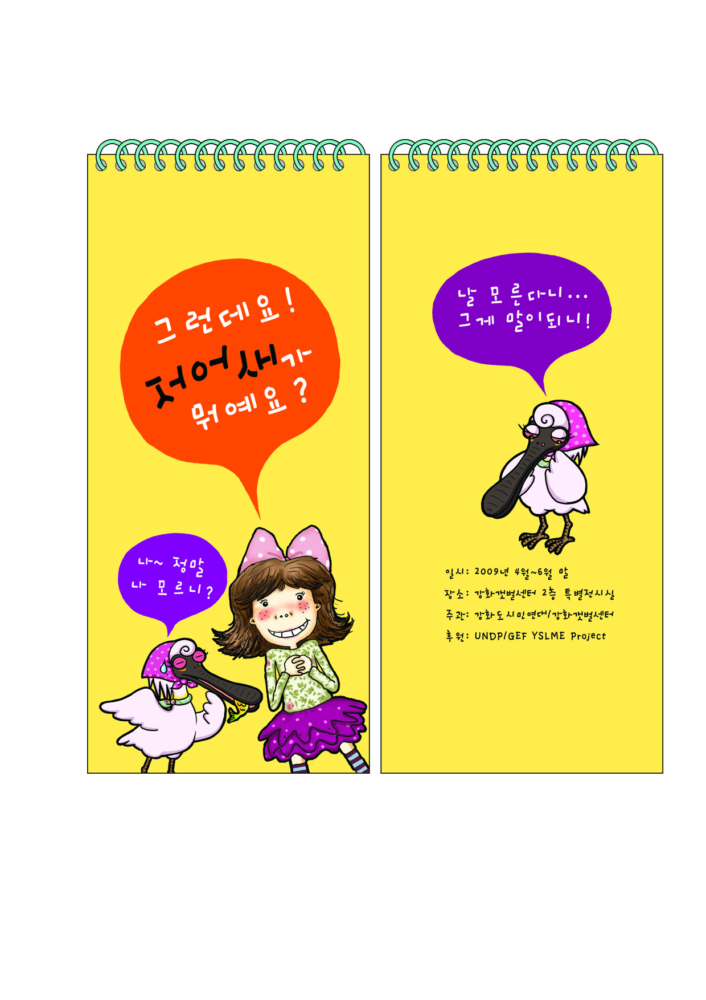 그런데요!
저어새가
뭐예요?
나~ 정말
나 모르니?
날 모른다니...
그게 말이되니!
일시: 2009년 4월~6월 말
장소: 강화갯벌센터 2층 특별전시실
주관: 강화도시민연대/강화갯벌센터
후원: UNDP/GEF YSLME Project